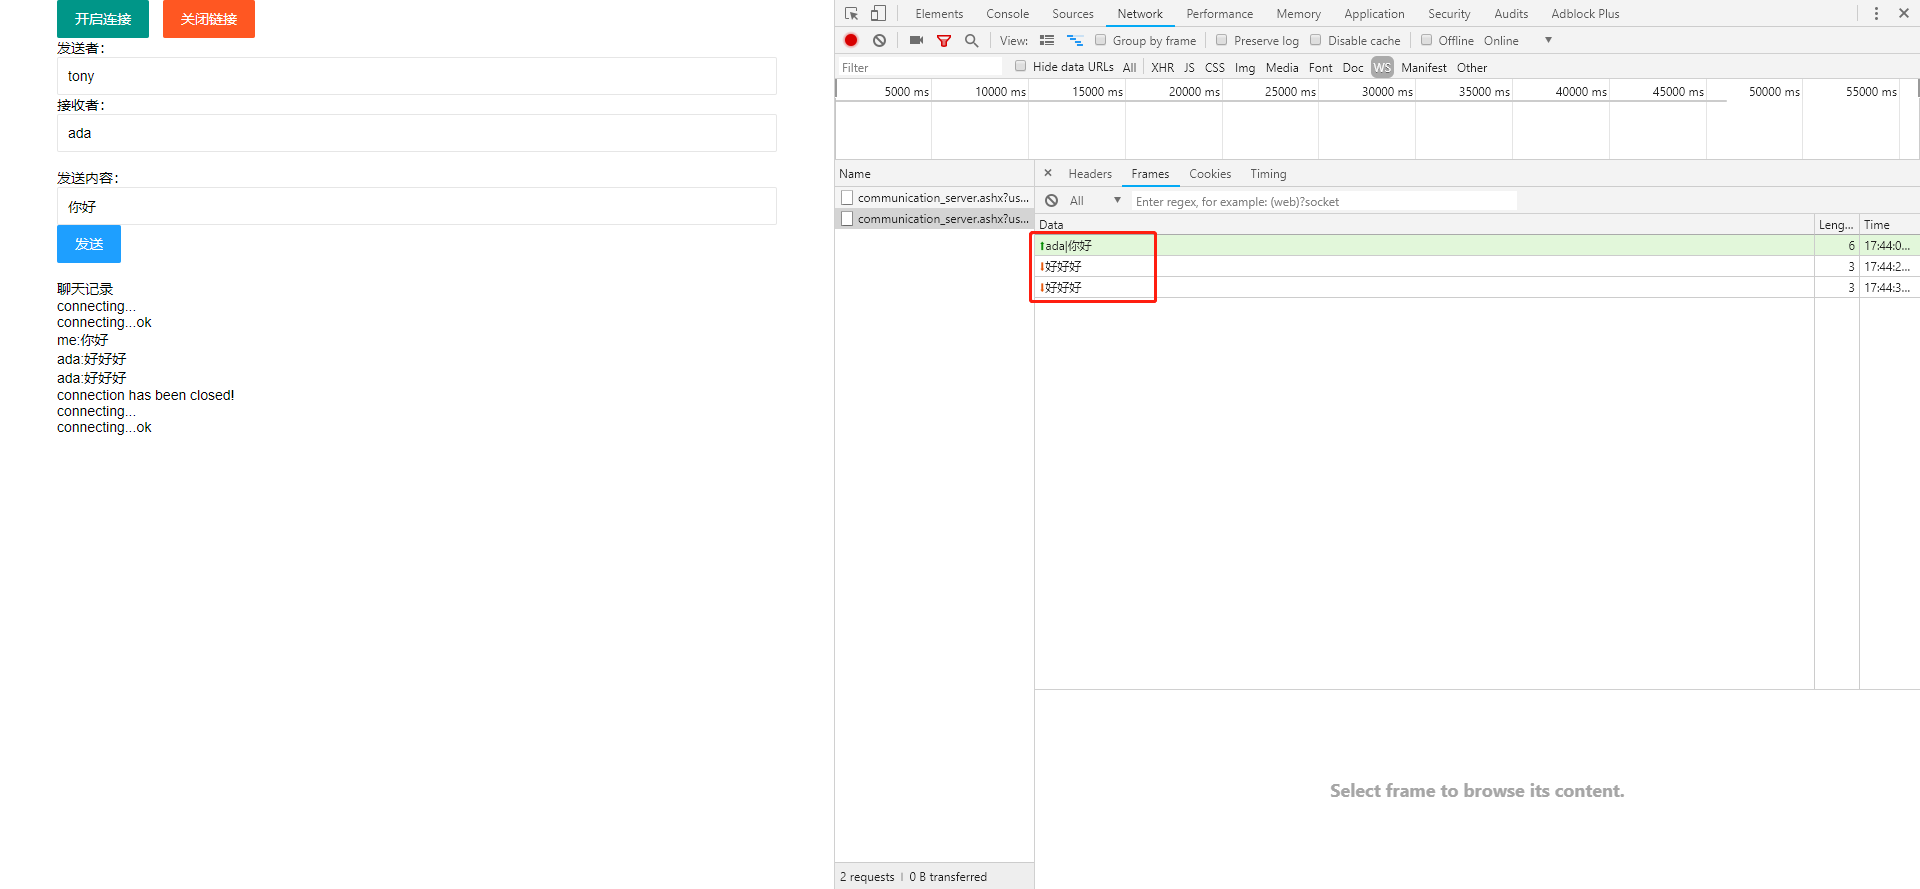 开启连接 关闭链接
发送者：
tony
接收者：
ada
发送内容：
你好
发送
聊天记录
connecting...
connecting...ok
me:你好
ada:好好好
ada:好好好
connection has been closed!
connecting...
connecting...ok
Elements Console Sources Network Performance Memory Application Security Audits Adblock Plus
View: Group by frame Preserve log Disable cache Offline Online
Filter Hide data URLs All XHR JS CSS Img Media Font Doc WS Manifest Other
5000 ms 10000 ms 15000 ms 20000 ms 25000 ms 30000 ms 35000 ms 40000 ms 45000 ms 50000 ms 55000 ms
Name
communication_server.ashx?us...
communication_server.ashx?us...
Headers Frames Cookies Timing
All Enter regex, for example: (web)?socket
Data Leng... Time
ada|你好 6 17:44:0...
好好好 3 17:44:2...
好好好 3 17:44:3...
Select frame to browse its content.
2 requests | 0 B transferred